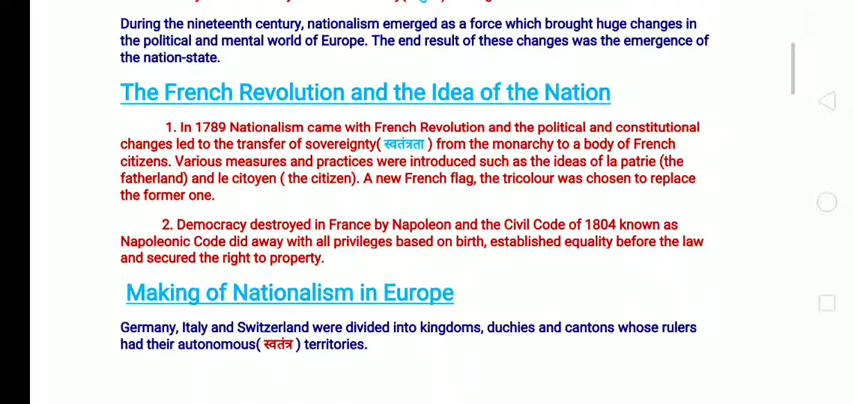 During the nineteenth century, nationalism emerged as a force which brought huge changes in
the political and mental world of Europe. The end result of these changes was the emergence of
the nation-state.
The French Revolution and the Idea of the Nation
1. In 1789 Nationalism came with French Revolution and the political and constitutional
changes led to the transfer of sovereignty( स्वतंत्रता ) from the monarchy to a body of French
citizens. Various measures and practices were introduced such as the ideas of la patrie (the
fatherland) and le citoyen ( the citizen). A new French flag, the tricolour was chosen to replace
the former one.
2. Democracy destroyed in France by Napoleon and the Civil Code of 1804 known as
Napoleonic Code did away with all privileges based on birth, established equality before the law
and secured the right to property.
Making of Nationalism in Europe
Germany, Italy and Switzerland were divided into kingdoms, duchies and cantons whose rulers
had their autonomous( स्वतंत्र ) territories.